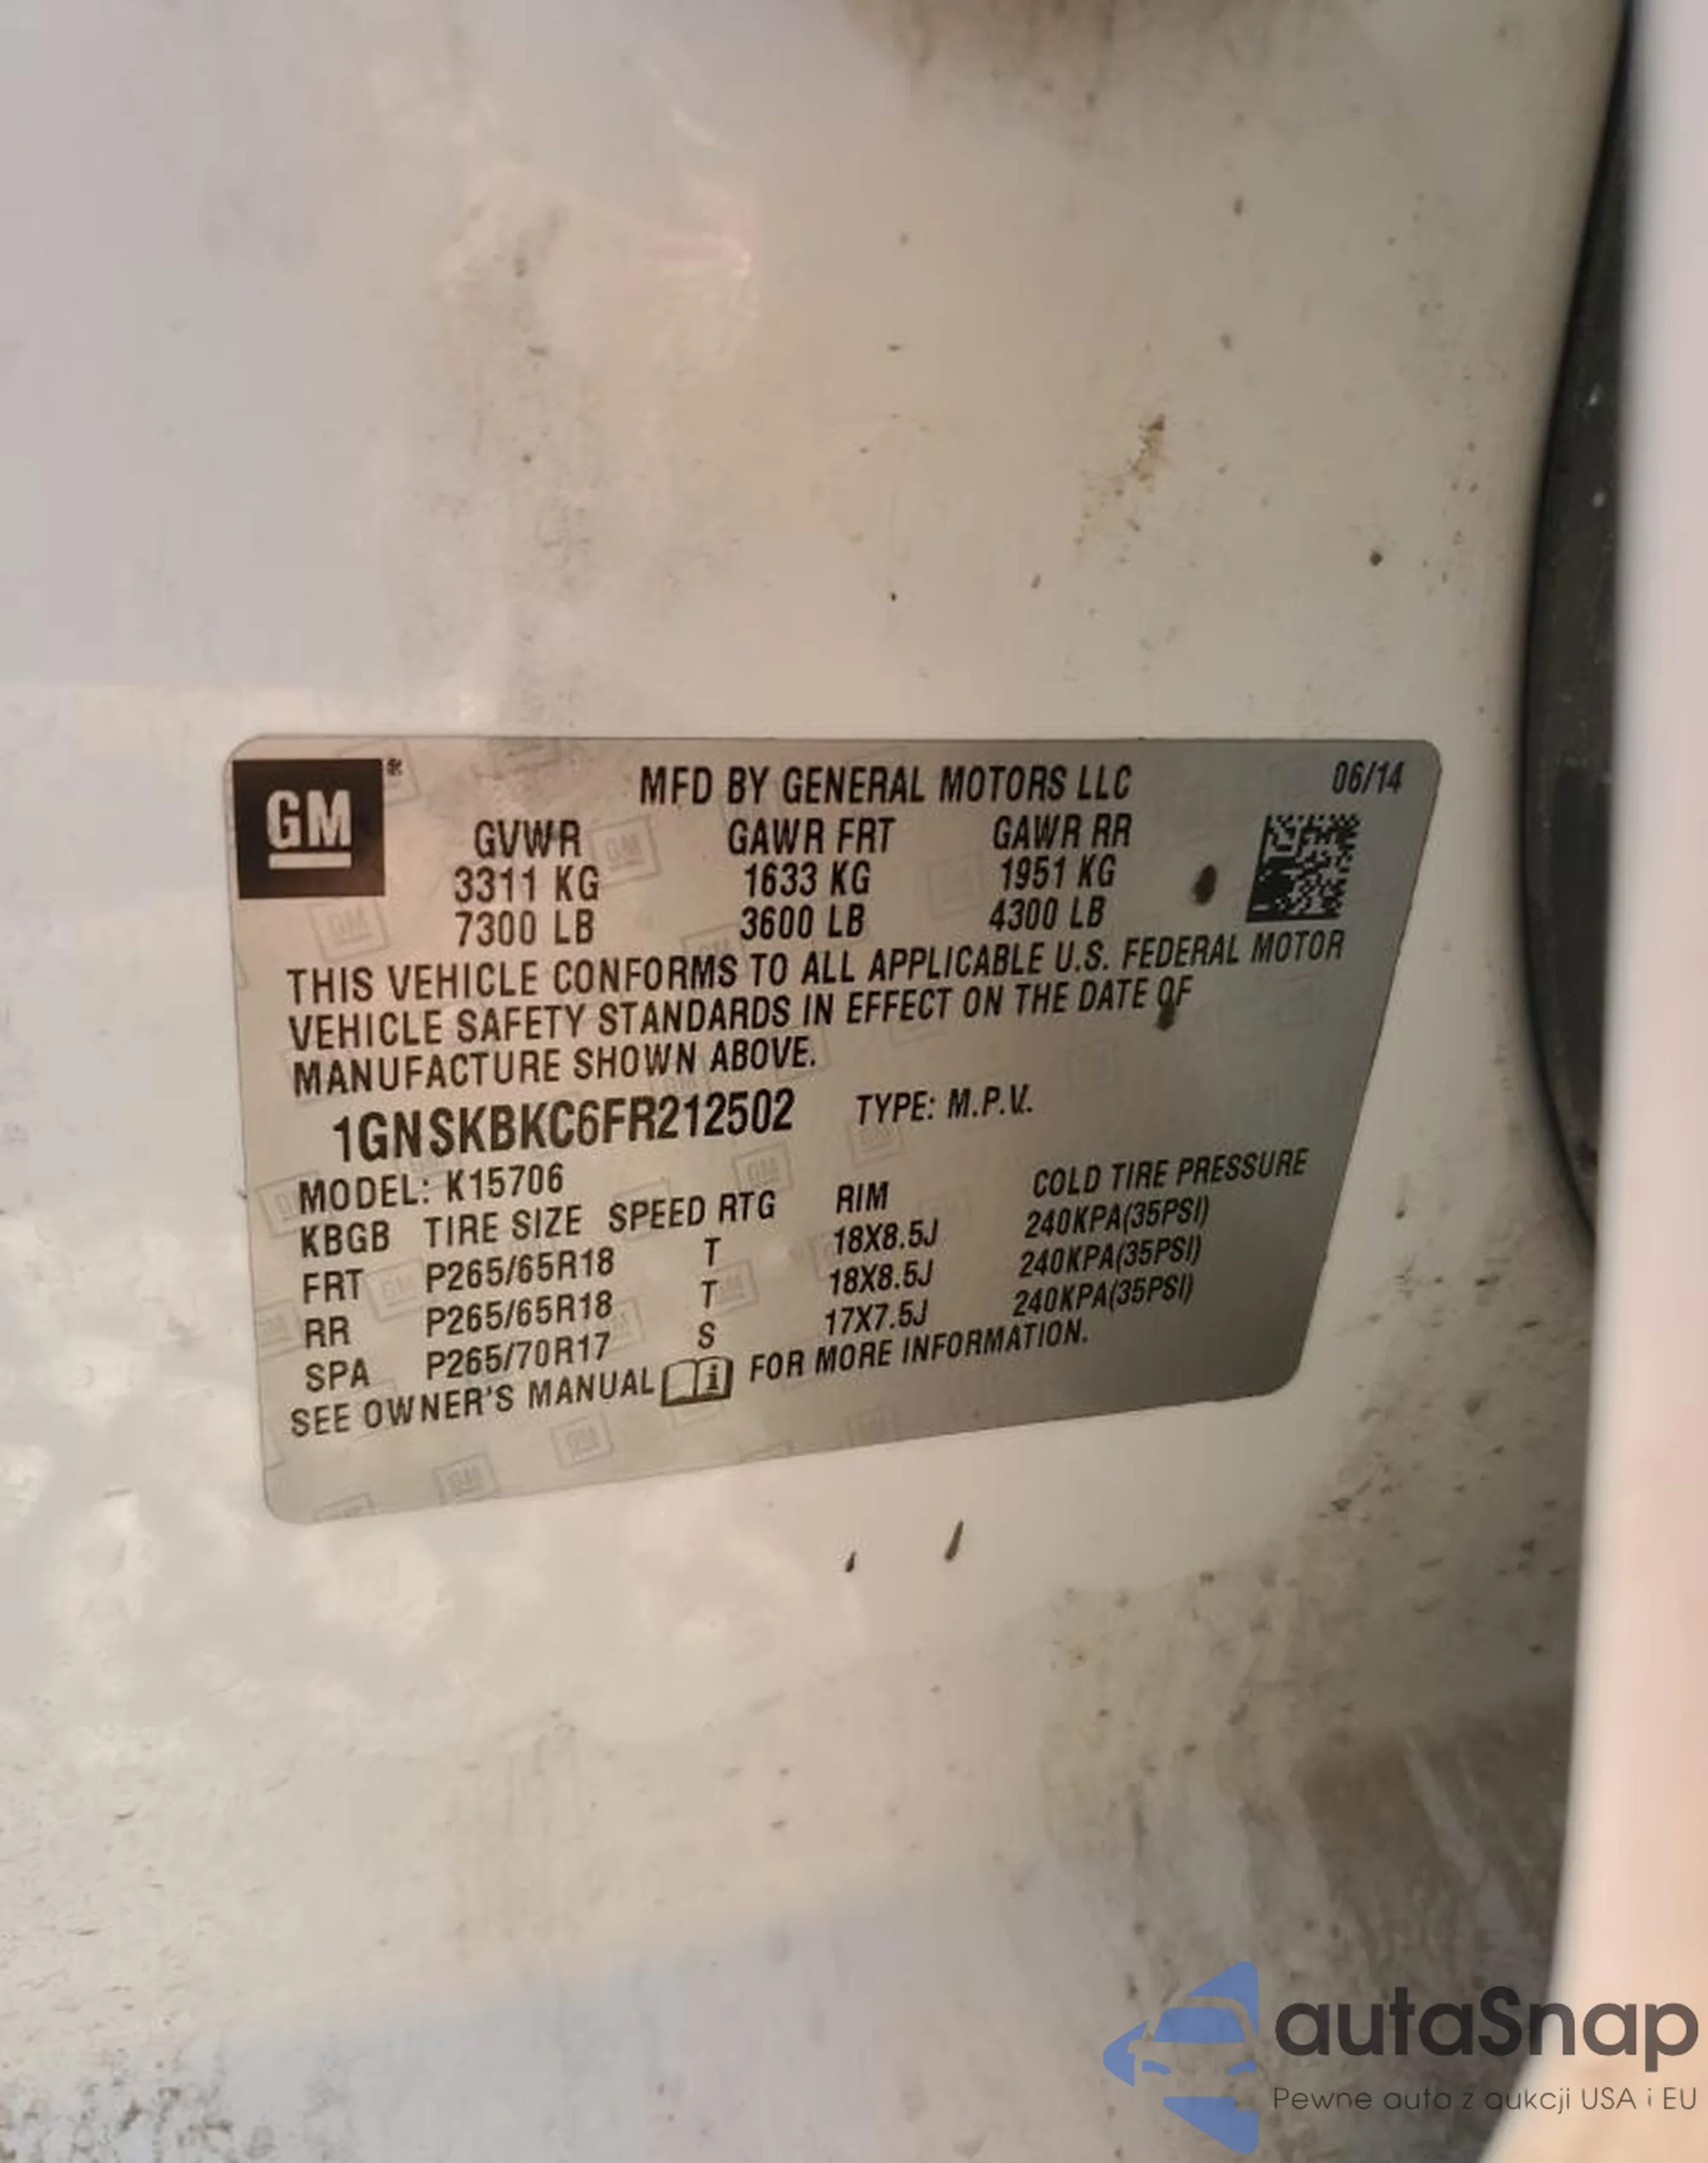 GM®
MFD BY GENERAL MOTORS LLC 06/14
GVWR GAWR FRT GAWR RR
3311 KG 1633 KG 1951 KG
7300 LB 3600 LB 4300 LB
THIS VEHICLE CONFORMS TO ALL APPLICABLE U.S. FEDERAL MOTOR
VEHICLE SAFETY STANDARDS IN EFFECT ON THE DATE OF
MANUFACTURE SHOWN ABOVE.
1GNSKBKC6FR212502 TYPE: M.P.V.
MODEL: K15706
KBGB TIRE SIZE SPEED RTG RIM COLD TIRE PRESSURE
FRT P265/65R18 T 18X8.5J 240KPA(35PSI)
RR P265/65R18 T 18X8.5J 240KPA(35PSI)
SPA P265/70R17 S 17X7.5J 240KPA(35PSI)
SEE OWNER'S MANUAL i FOR MORE INFORMATION.
autaSnap
Pewne auta z aukcji USA i EU